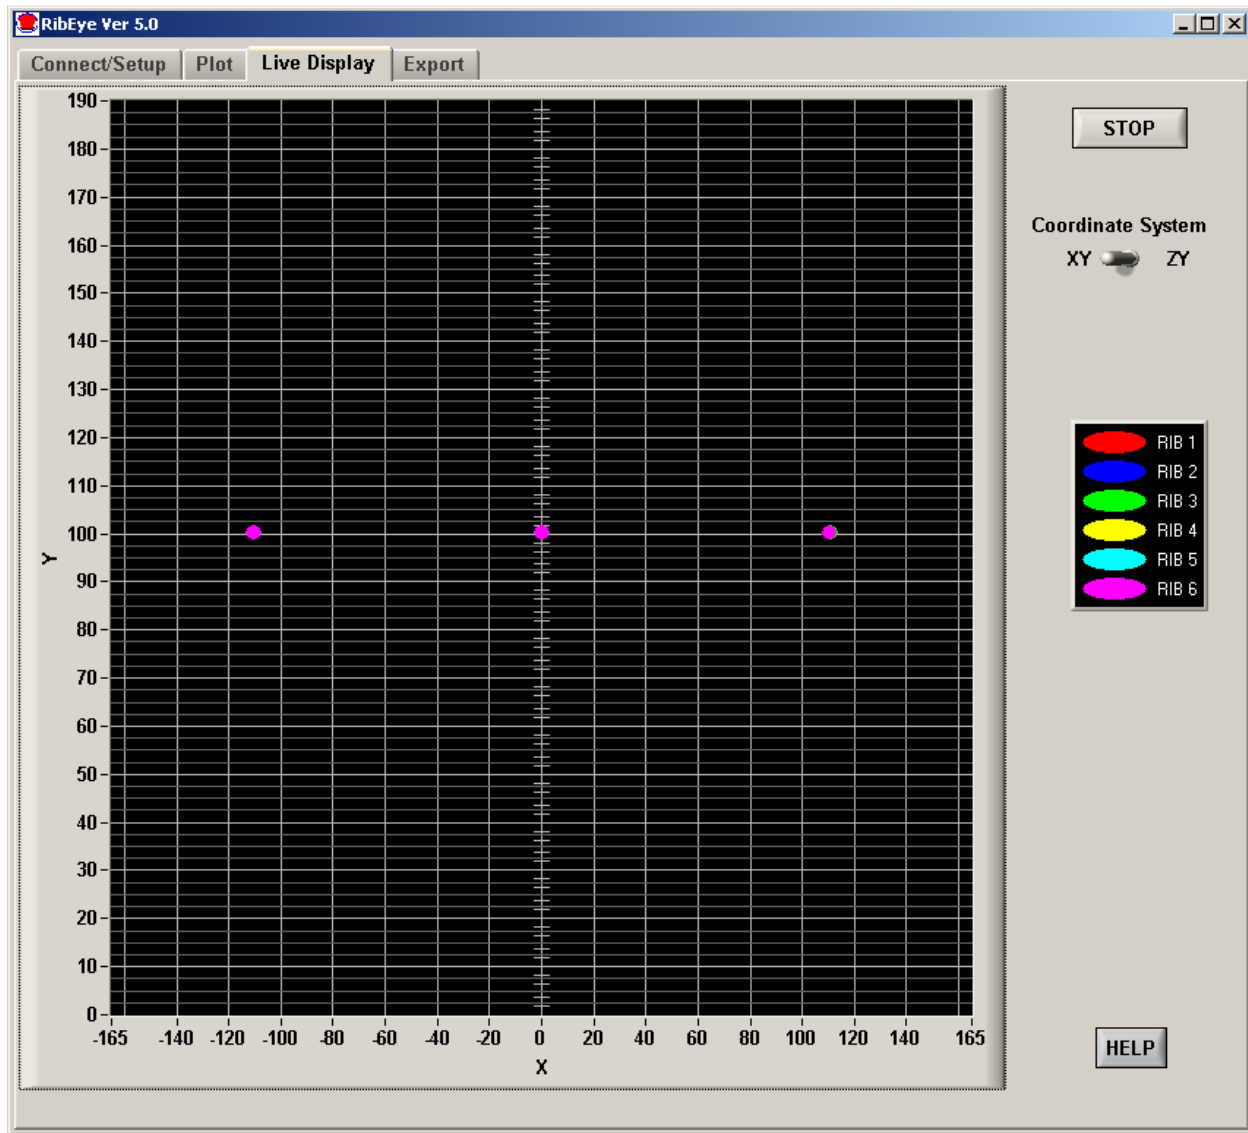 RibEye Ver 5.0
Connect/Setup Plot Live Display Export
190
180
170
160
150
140
130
120
110
100
90
80
70
60
50
40
30
20
10
0
Y
-165 -140 -120 -100 -80 -60 -40 -20 0 20 40 60 80 100 120 140 165
X
STOP
Coordinate System
XY ZY
RIB 1
RIB 2
RIB 3
RIB 4
RIB 5
RIB 6
HELP